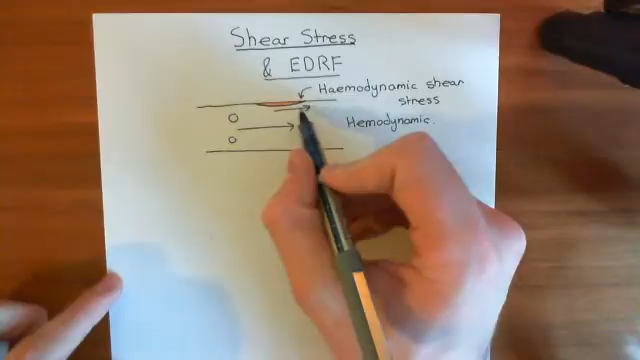 Shear Stress
& EDRF
Haemodynamic shear
stress
Hemodynamic.